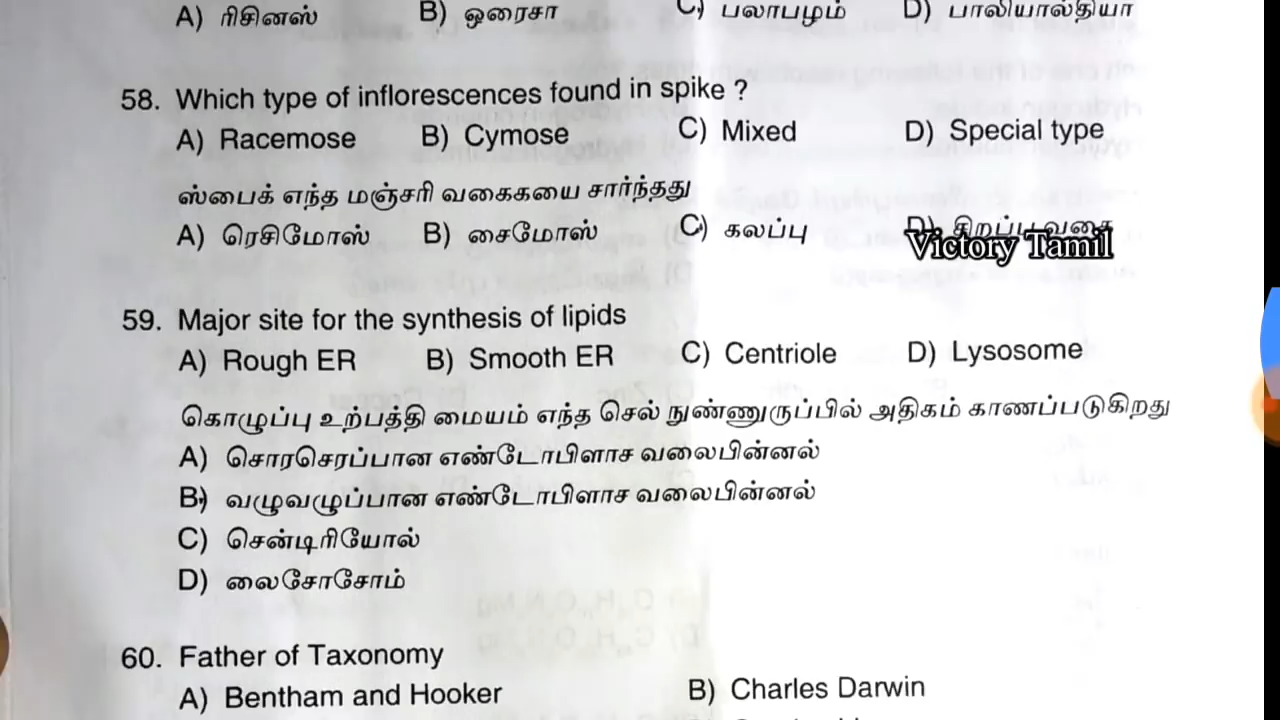 A) ரிசினஸ் B) ஒரைசா C) பலாபழம் D) பாலியால்தியா
58. Which type of inflorescences found in spike ?
A) Racemose B) Cymose C) Mixed D) Special type
ஸ்பைக் எந்த மஞ்சரி வகைகயை சார்ந்தது
A) ரெசிமோஸ் B) சைமோஸ் C) கலப்பு D) சிறப்பு வகை
Victory Tamil
59. Major site for the synthesis of lipids
A) Rough ER B) Smooth ER C) Centriole D) Lysosome
கொழுப்பு உற்பத்தி மையம் எந்த செல் நுண்ணுருப்பில் அதிகம் காணப்படுகிறது
A) சொரசெரப்பான எண்டோபிளாச வலைபின்னல்
B) வழுவழுப்பான எண்டோபிளாச வலைபின்னல்
C) சென்டிரியோல்
D) லைசோசோம்
60. Father of Taxonomy
A) Bentham and Hooker B) Charles Darwin